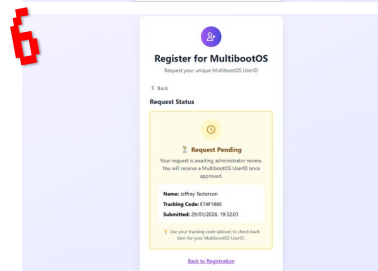 6
Register for MultibootOS
Request your unique MultibootOS UserID
< Back
Request Status
⏳ Request Pending
Your request is awaiting administrator review.
You will receive a MultibootOS UserID once
approved.
Name: Jeffrey Testerson
Tracking Code: E74F1886
Submitted: 29/01/2026, 19:32:03
💡 Use your tracking code (above) to check back
later for your MultibootOS UserID.
Back to Registration